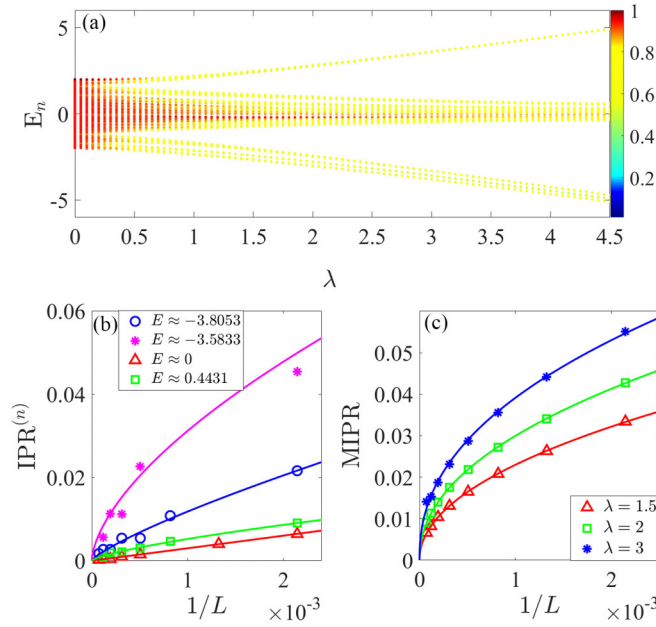 (a)
E_n
5
0
-5
0 0.5 1 1.5 2 2.5 3 3.5 4 4.5
λ
1
0.8
0.6
0.4
0.2
(b)
E ≈ −3.8053
E ≈ −3.5833
E ≈ 0
E ≈ 0.4431
IPR^(n)
0.06
0.04
0.02
0
0 1 2
1/L
×10^-3
(c)
MIPR
0.05
0.04
0.03
0.02
0.01
0
λ = 1.5
λ = 2
λ = 3
0 1 2
1/L
×10^-3